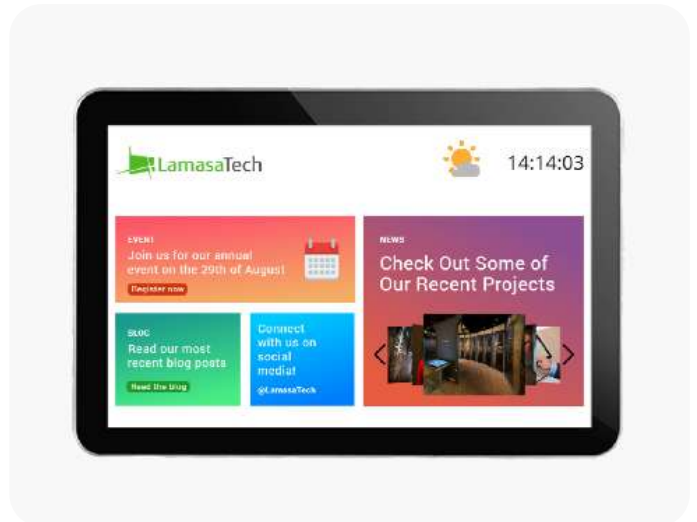 LamasaTech
14:14:03
EVENT
Join us for our annual
event on the 29th of August
Register now
BLOG
Read our most
recent blog posts
Read the blog
Connect
with us on
social
media!
@LamasaTech
NEWS
Check Out Some of
Our Recent Projects